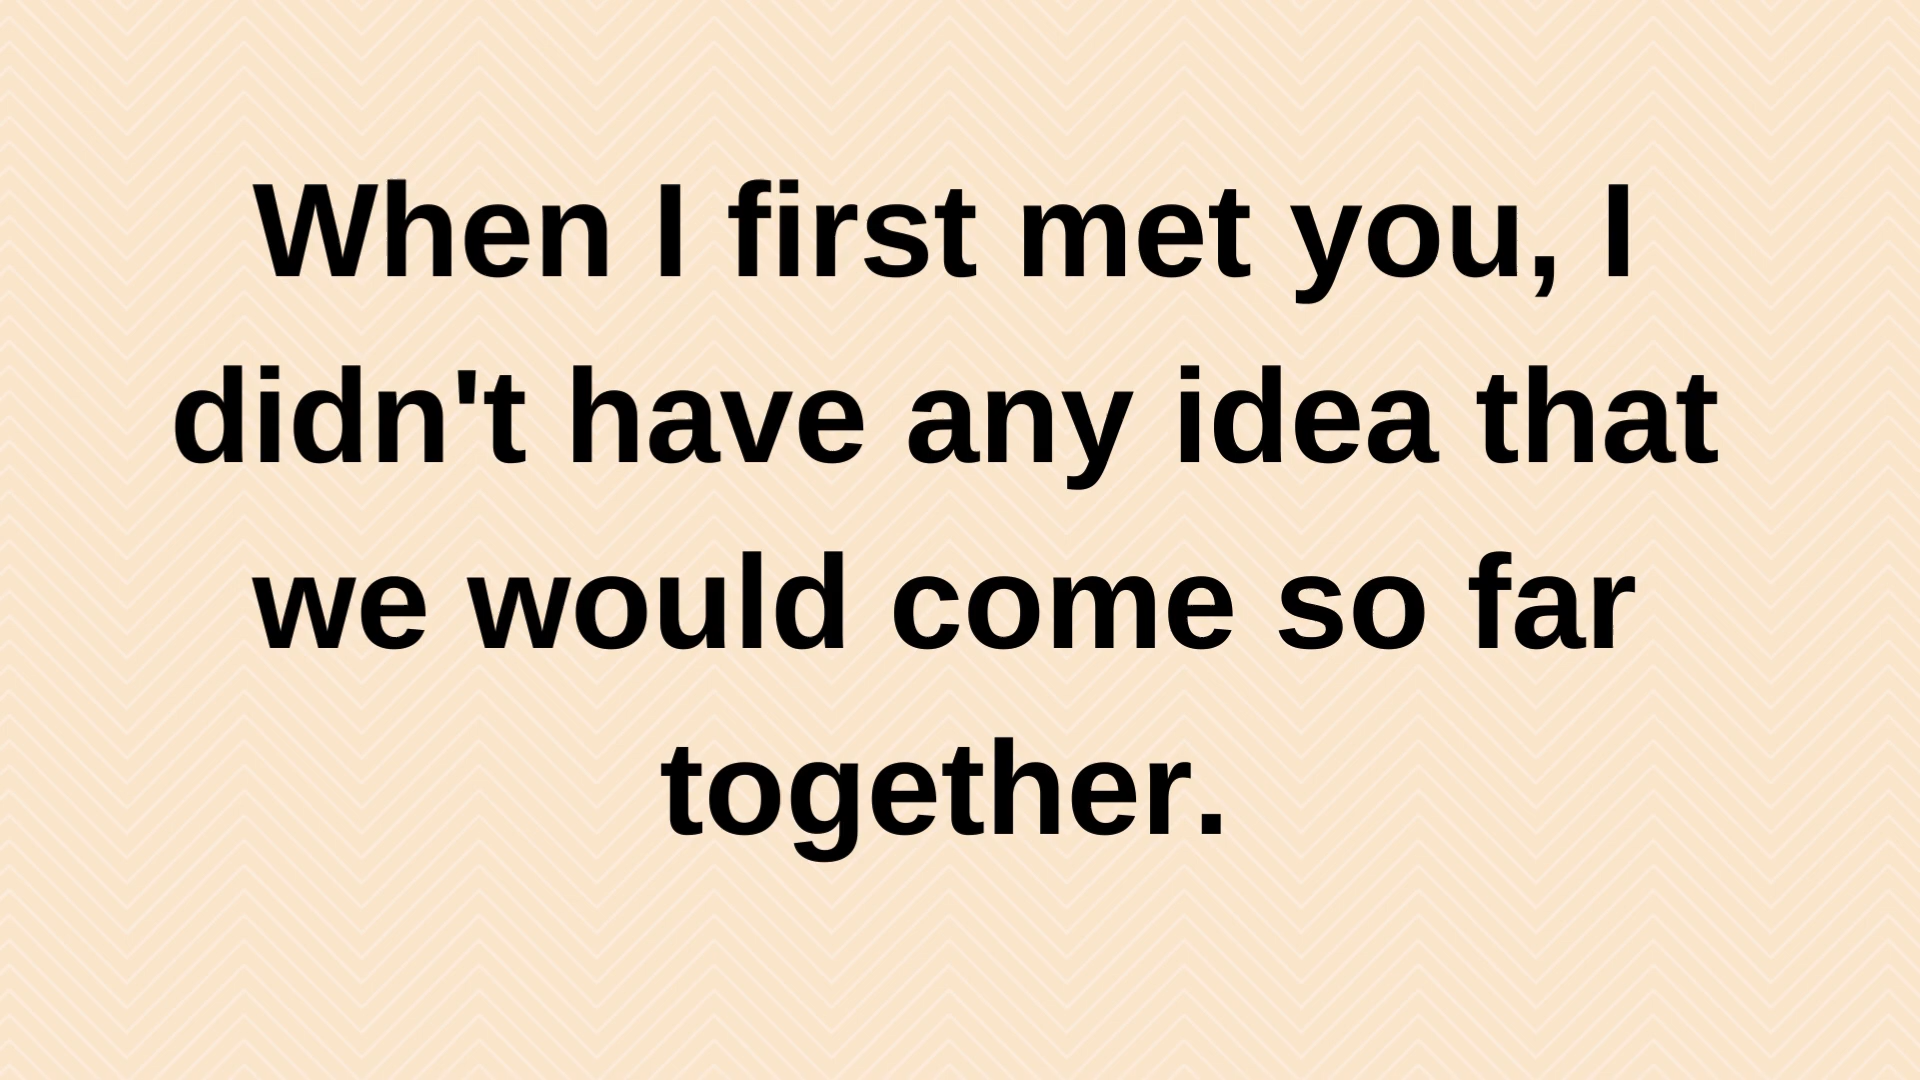 When I first met you, I
didn't have any idea that
we would come so far
together.